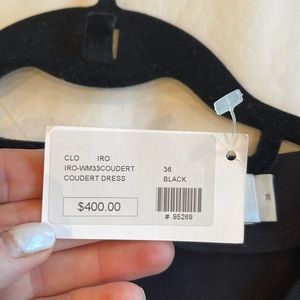 CLO IRO
IRO-WM33COUDERT 36
COUDERT DRESS BLACK
$400.00
# 95269
36